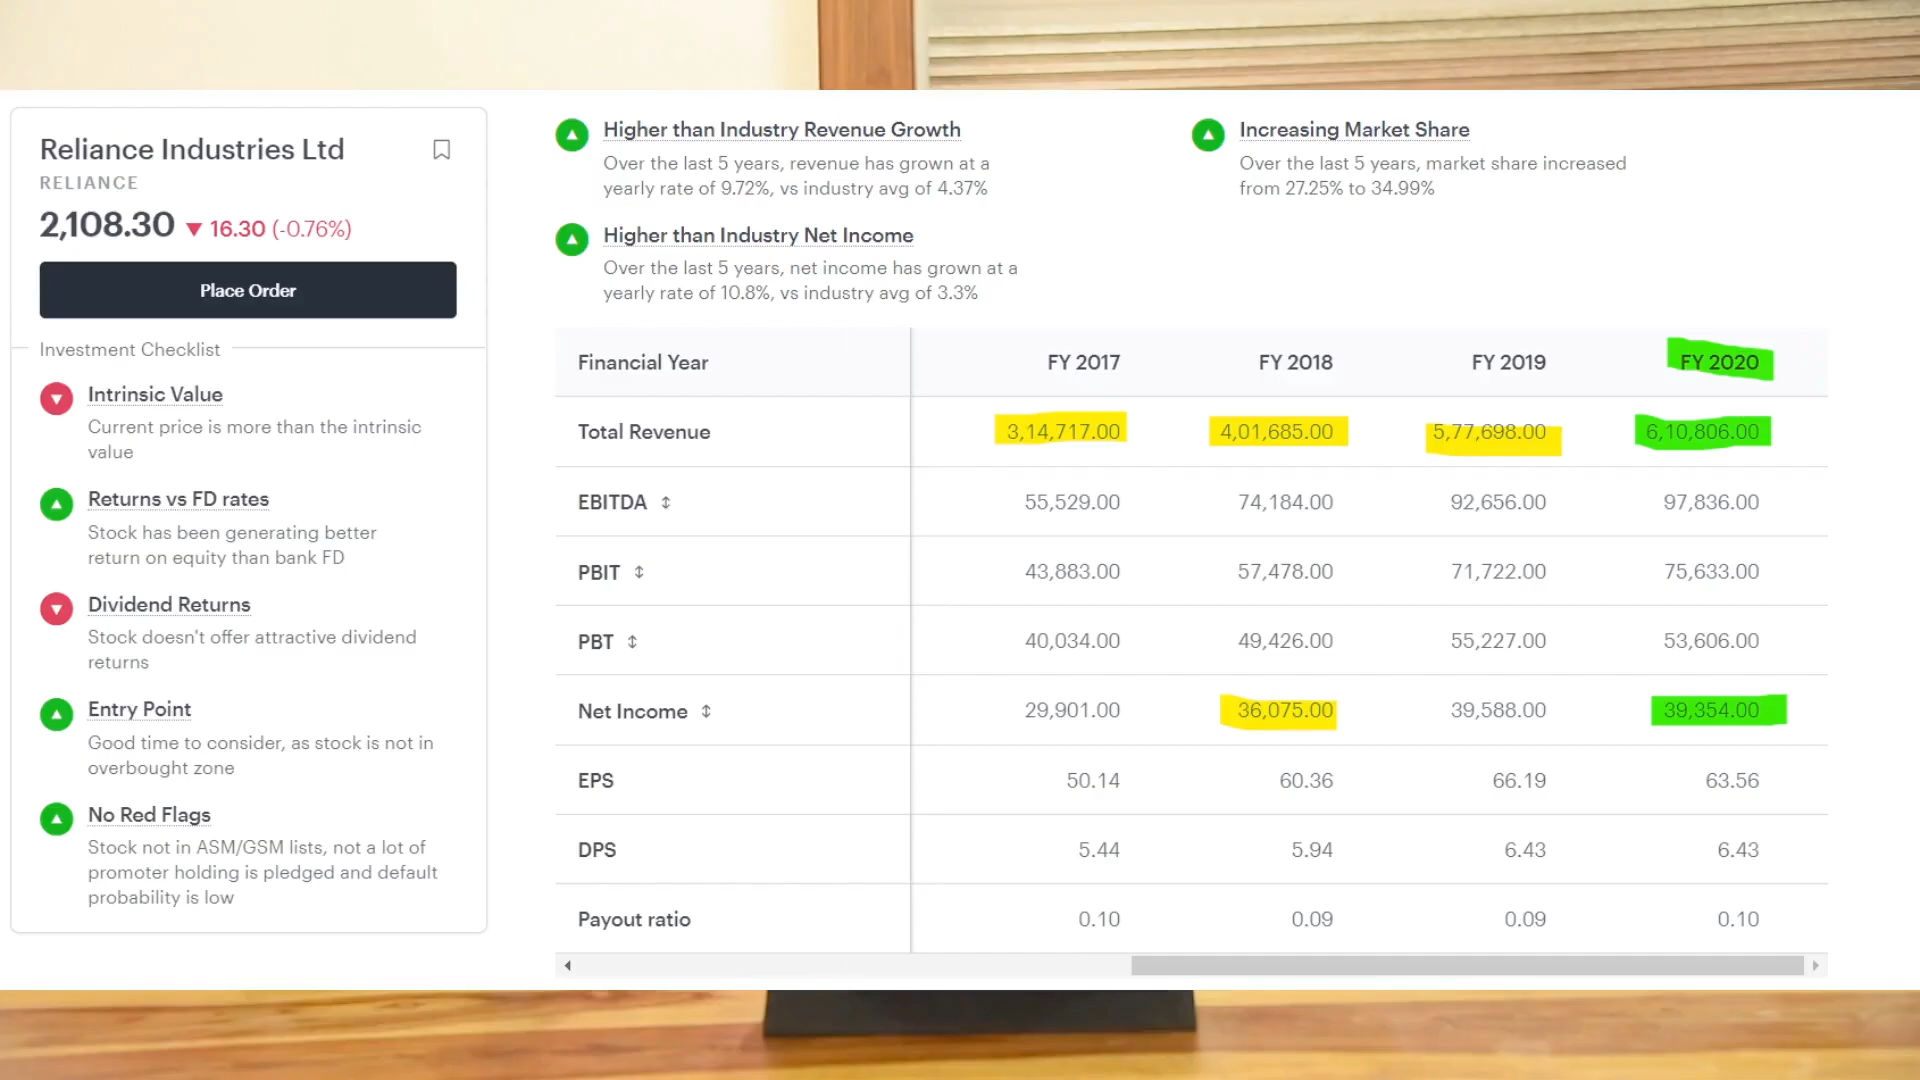 Reliance Industries Ltd
RELIANCE
2,108.30 ▼ 16.30 (-0.76%)
Place Order
Investment Checklist
Intrinsic Value
Current price is more than the intrinsic
value
Returns vs FD rates
Stock has been generating better
return on equity than bank FD
Dividend Returns
Stock doesn't offer attractive dividend
returns
Entry Point
Good time to consider, as stock is not in
overbought zone
No Red Flags
Stock not in ASM/GSM lists, not a lot of
promoter holding is pledged and default
probability is low
Higher than Industry Revenue Growth
Over the last 5 years, revenue has grown at a
yearly rate of 9.72%, vs industry avg of 4.37%
Increasing Market Share
Over the last 5 years, market share increased
from 27.25% to 34.99%
Higher than Industry Net Income
Over the last 5 years, net income has grown at a
yearly rate of 10.8%, vs industry avg of 3.3%
Financial Year FY 2017 FY 2018 FY 2019 FY 2020
Total Revenue 3,14,717.00 4,01,685.00 5,77,698.00 6,10,806.00
EBITDA 55,529.00 74,184.00 92,656.00 97,836.00
PBIT 43,883.00 57,478.00 71,722.00 75,633.00
PBT 40,034.00 49,426.00 55,227.00 53,606.00
Net Income 29,901.00 36,075.00 39,588.00 39,354.00
EPS 50.14 60.36 66.19 63.56
DPS 5.44 5.94 6.43 6.43
Payout ratio 0.10 0.09 0.09 0.10